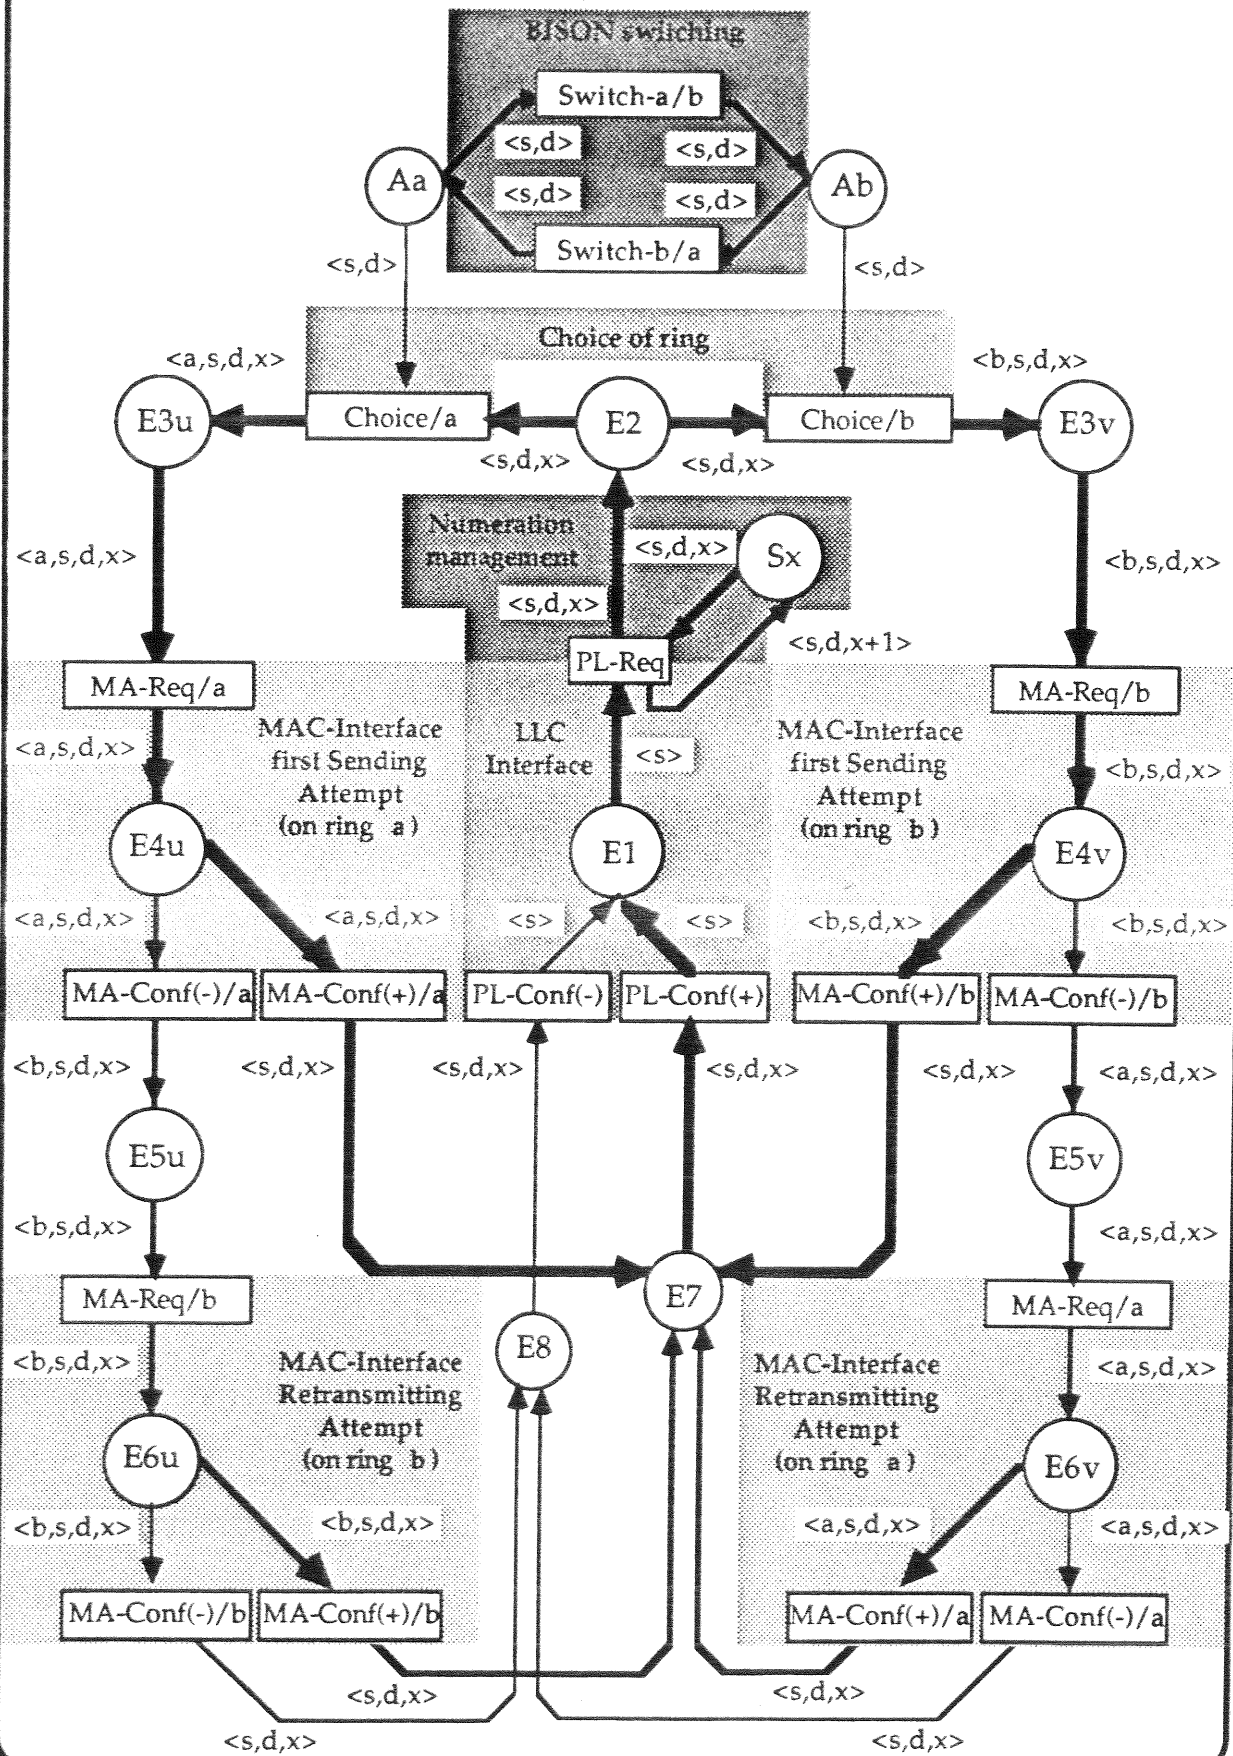 BISON switching
Switch-a/b
<s,d>
<s,d>
Aa
Ab
<s,d>
<s,d>
Switch-b/a
<s,d>
<s,d>
Choice of ring
<a,s,d,x>
<b,s,d,x>
E3u
Choice/a
E2
Choice/b
E3v
<s,d,x>
<s,d,x>
Numeration
management
<s,d,x>
Sx
<a,s,d,x>
<b,s,d,x>
<s,d,x>
<s,d,x+1>
PL-Req
MA-Req/a
MA-Req/b
<a,s,d,x>
MAC-Interface
first Sending
Attempt
(on ring a)
LLC
Interface
<s>
MAC-Interface
first Sending
Attempt
(on ring b)
<b,s,d,x>
E4u
E1
E4v
<a,s,d,x>
<a,s,d,x>
<s>
<s>
<b,s,d,x>
<b,s,d,x>
MA-Conf(-)/a
MA-Conf(+)/a
PL-Conf(-)
PL-Conf(+)
MA-Conf(+)/b
MA-Conf(-)/b
<b,s,d,x>
<s,d,x>
<s,d,x>
<s,d,x>
<s,d,x>
<a,s,d,x>
E5u
E5v
<b,s,d,x>
<a,s,d,x>
MA-Req/b
E7
MA-Req/a
E8
<b,s,d,x>
MAC-Interface
Retransmitting
Attempt
(on ring b)
MAC-Interface
Retransmitting
Attempt
(on ring a)
<a,s,d,x>
E6u
E6v
<b,s,d,x>
<b,s,d,x>
<a,s,d,x>
<a,s,d,x>
MA-Conf(-)/b
MA-Conf(+)/b
MA-Conf(+)/a
MA-Conf(-)/a
<s,d,x>
<s,d,x>
<s,d,x>
<s,d,x>